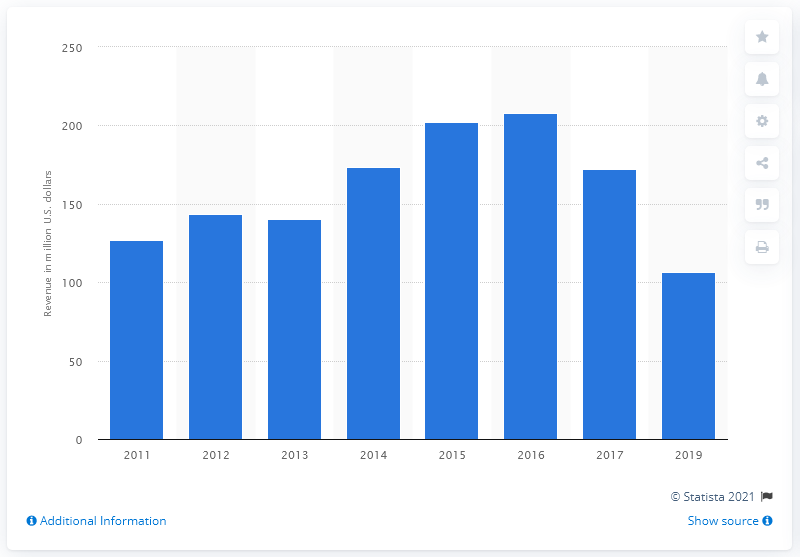 250
200
150
100
50
0
Revenue in million U.S. dollars
2011 2012 2013 2014 2015 2016 2017 2019
© Statista 2021
Additional Information
Show source